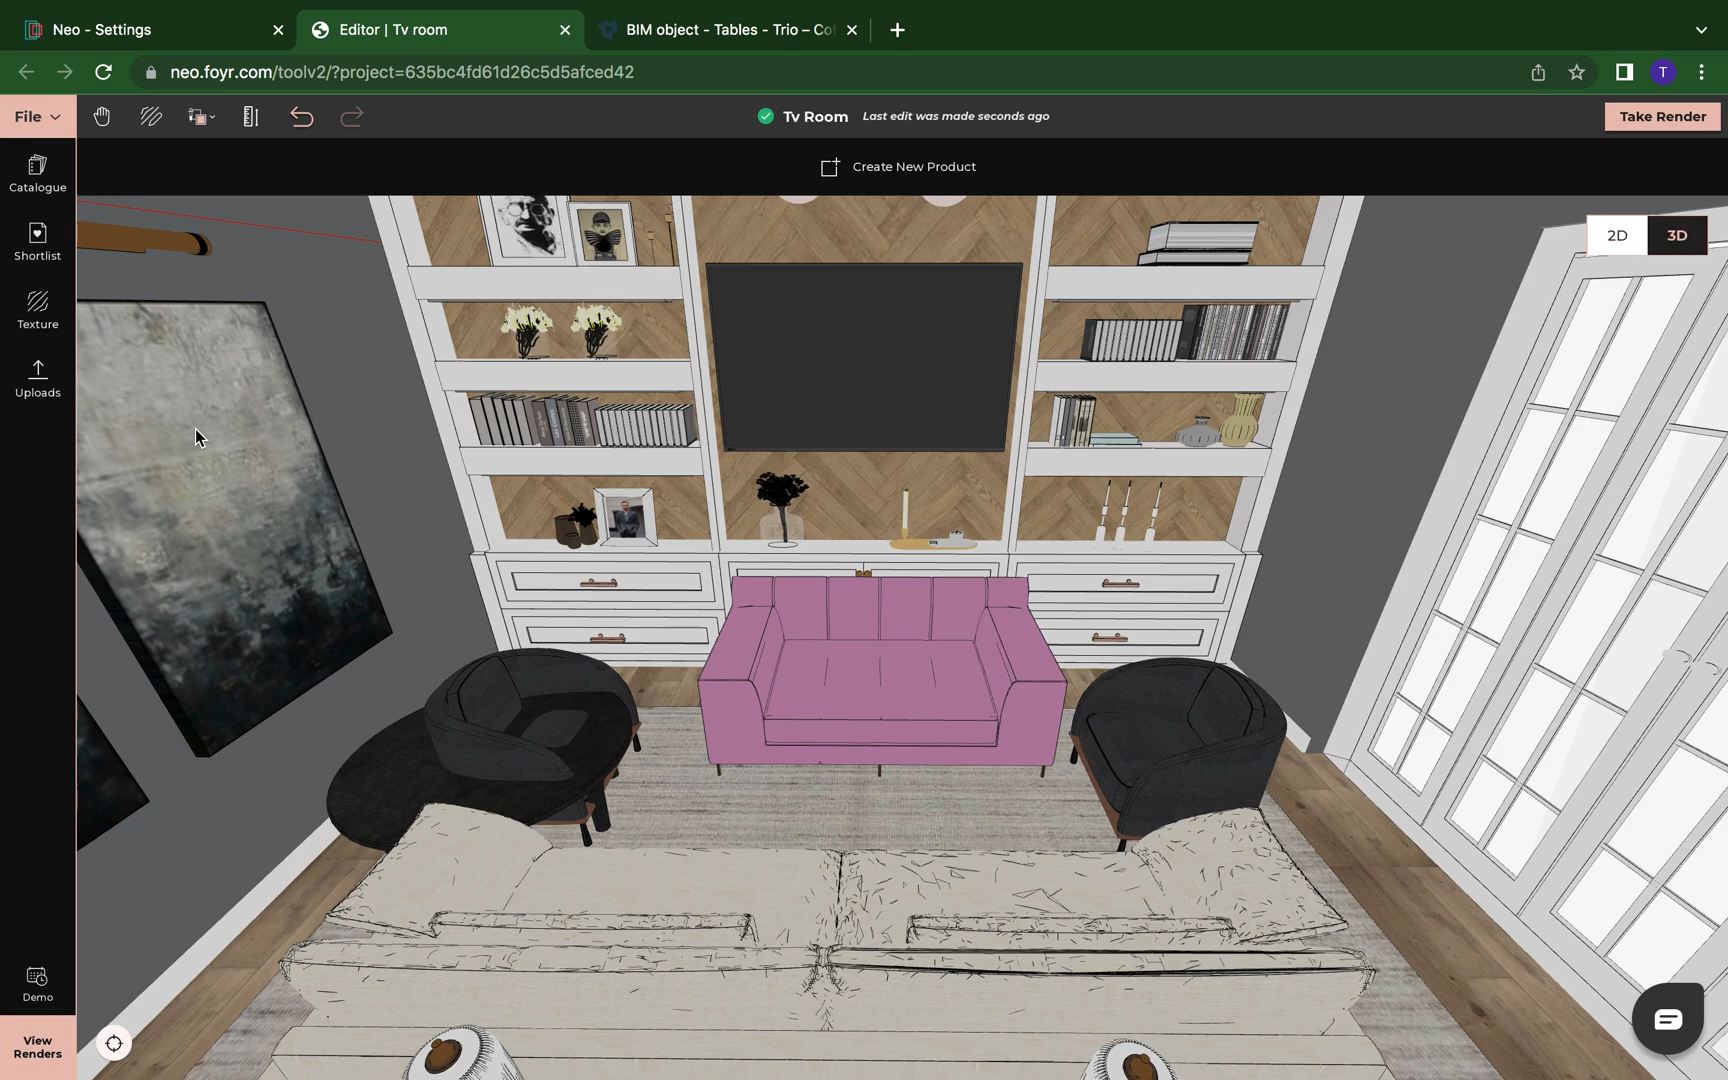 Neo - Settings
Editor | Tv room
BIM object - Tables - Trio – Co
neo.foyr.com/toolv2/?project=635bc4fd61d26c5d5afced42
T
File
Tv Room
Last edit was made seconds ago
Take Render
Create New Product
Catalogue
Shortlist
Texture
Uploads
2D
3D
Demo
View
Renders